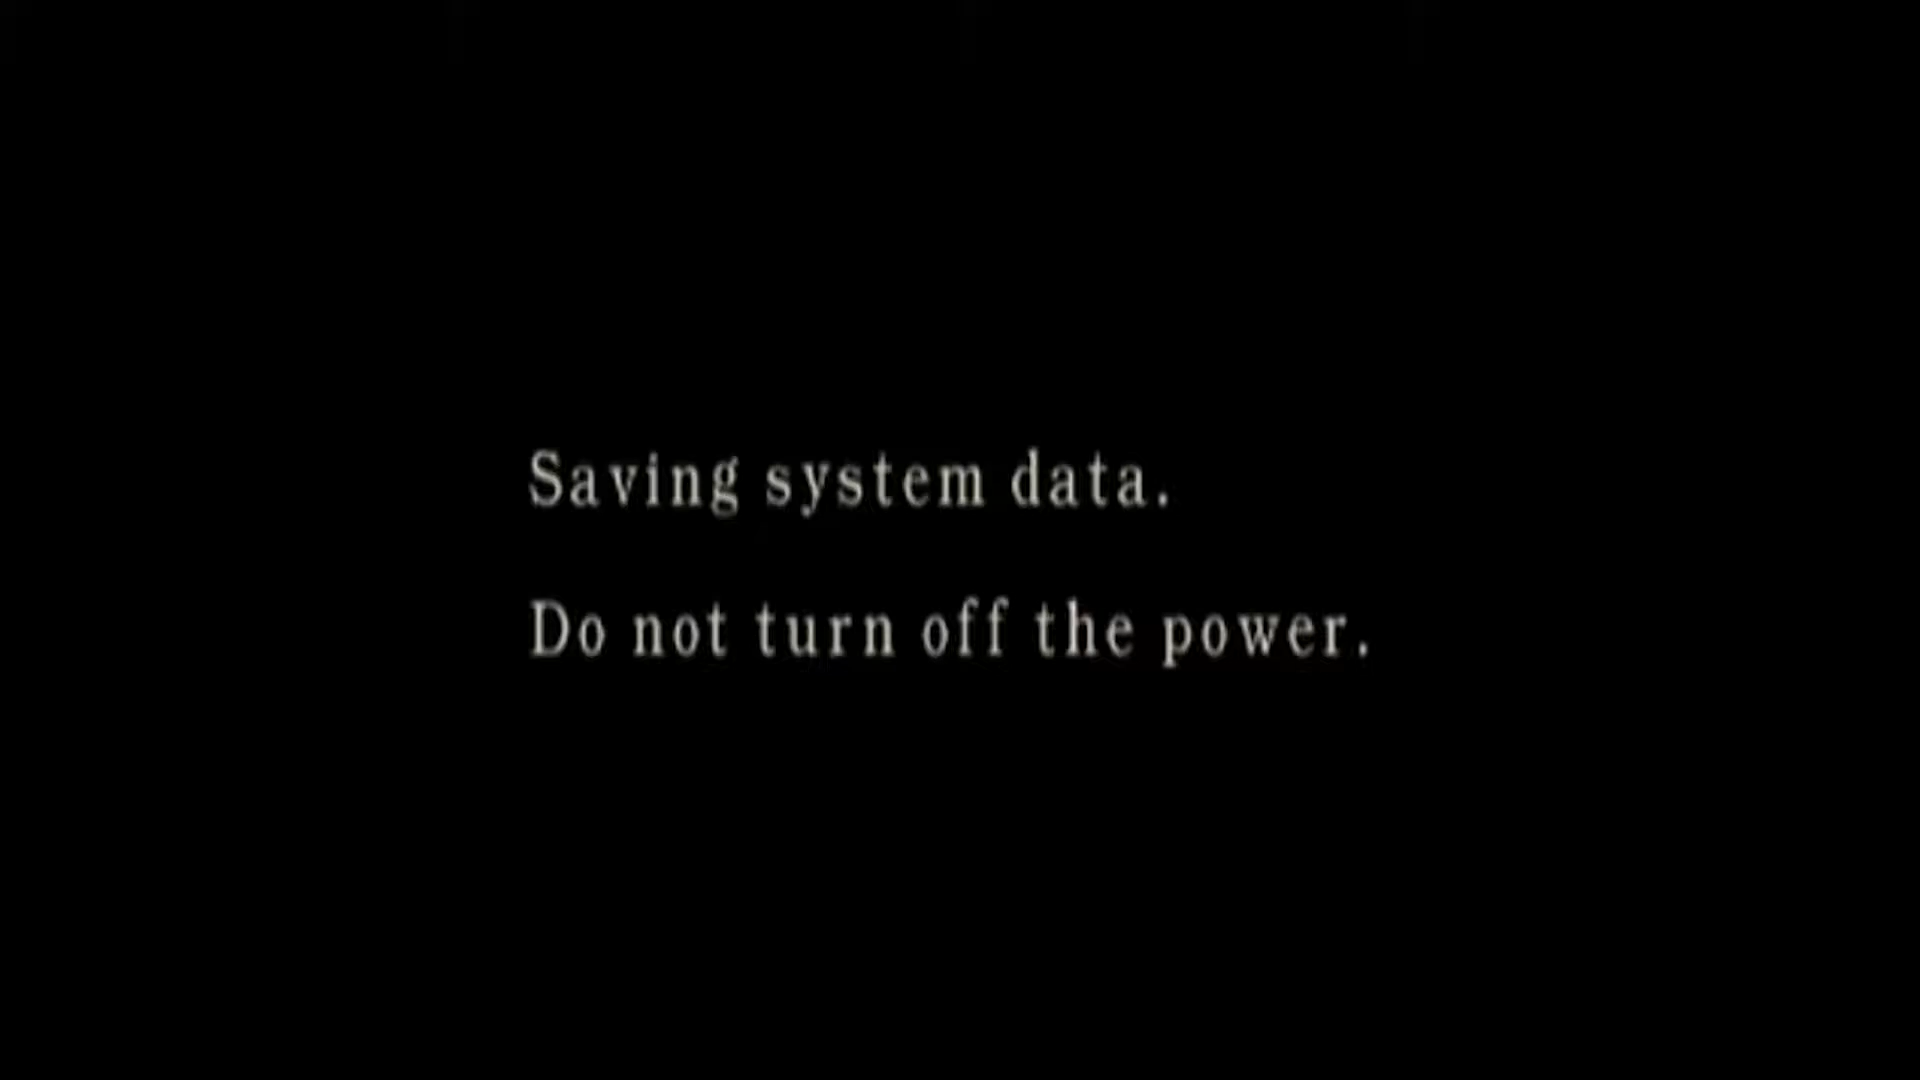 Saving system data.
Do not turn off the power.